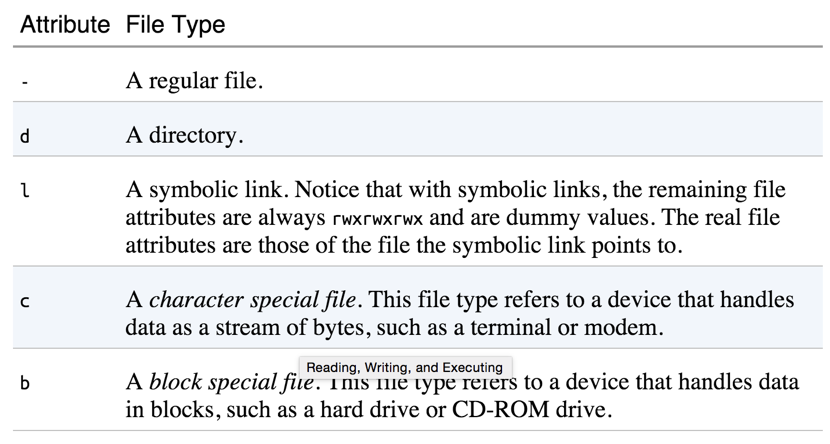 Attribute File Type
- A regular file.
d A directory.
l A symbolic link. Notice that with symbolic links, the remaining file
attributes are always rwxrwxrwx and are dummy values. The real file
attributes are those of the file the symbolic link points to.
c A character special file. This file type refers to a device that handles
data as a stream of bytes, such as a terminal or modem.
Reading, Writing, and Executing
b A block special file. This file type refers to a device that handles data
in blocks, such as a hard drive or CD-ROM drive.